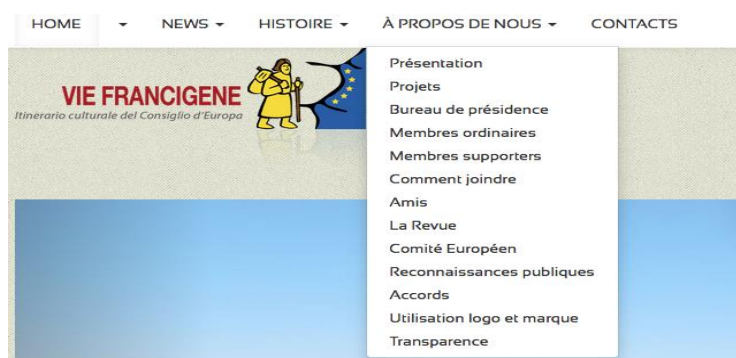 HOME NEWS HISTOIRE À PROPOS DE NOUS CONTACTS
VIE FRANCIGENE
Itinerario culturale del Consiglio d'Europa
Présentation
Projets
Bureau de présidence
Membres ordinaires
Membres supporters
Comment joindre
Amis
La Revue
Comité Européen
Reconnaissances publiques
Accords
Utilisation logo et marque
Transparence